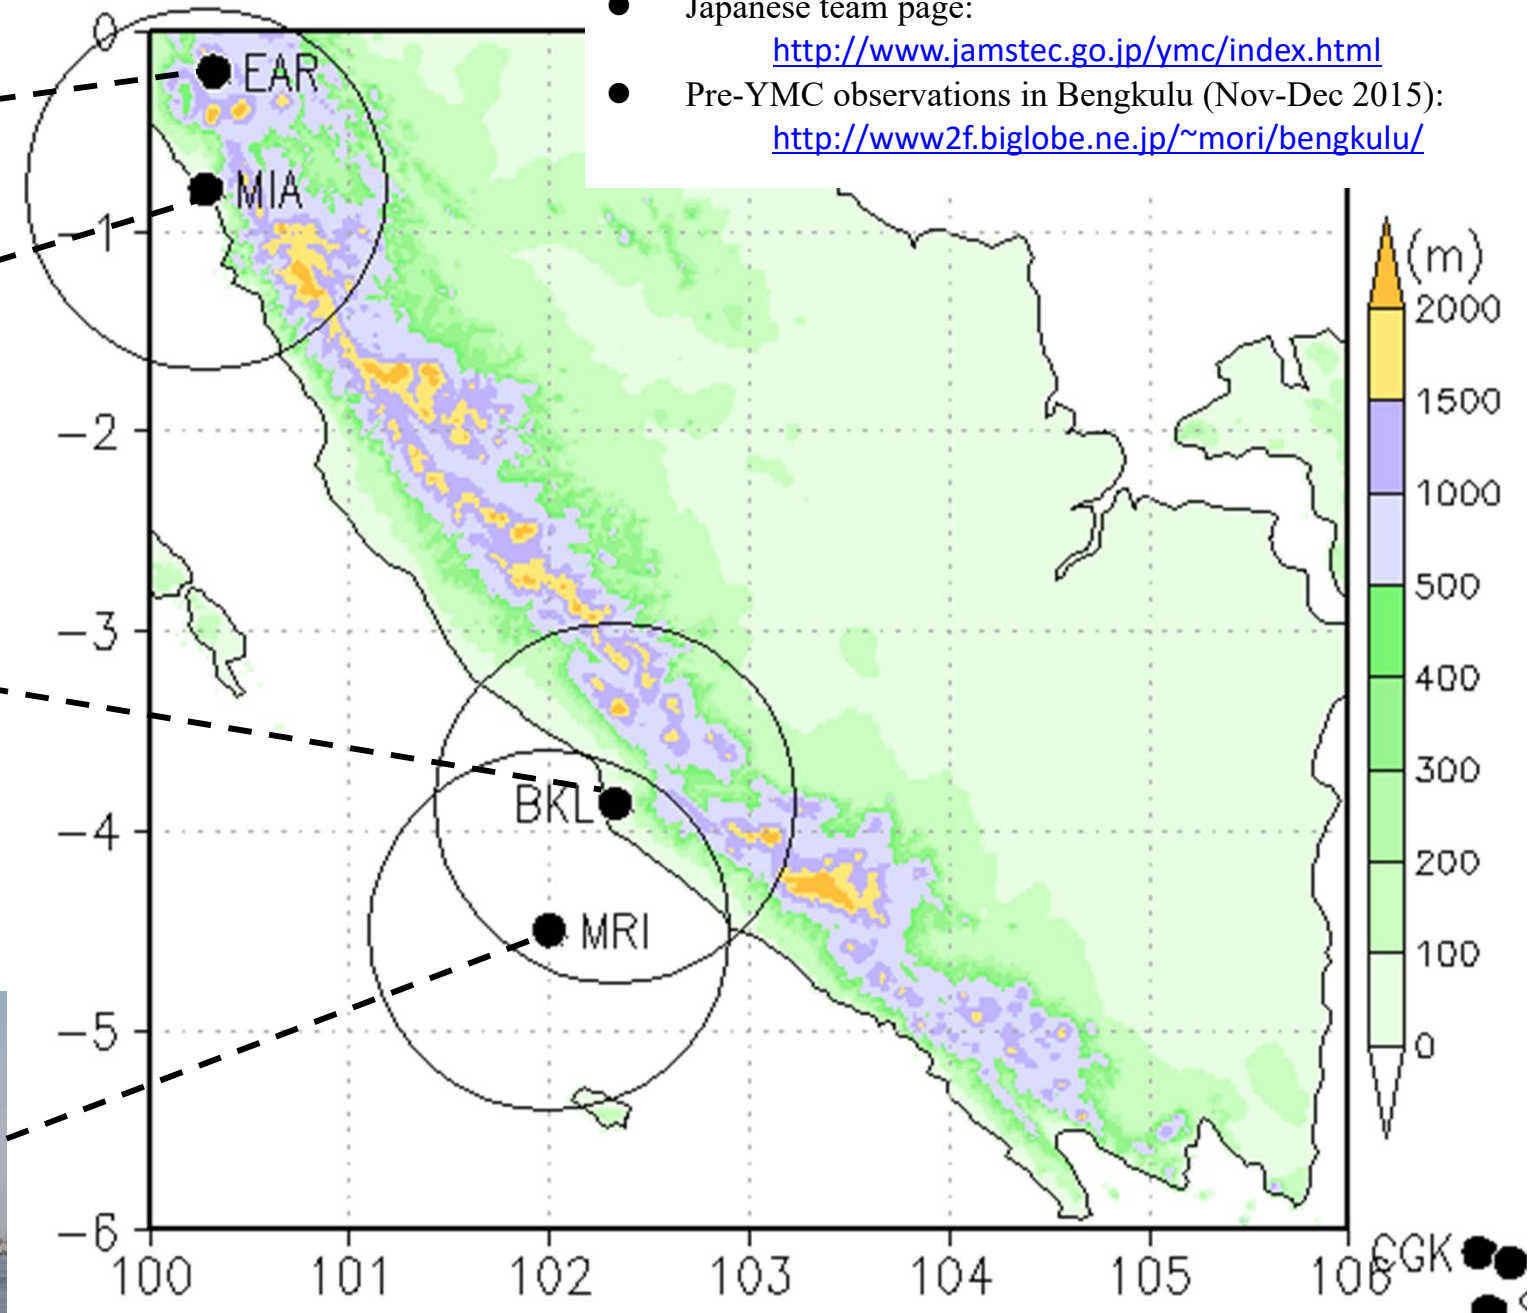 Japanese team page:
http://www.jamstec.go.jp/ymc/index.html
Pre-YMC observations in Bengkulu (Nov-Dec 2015):
http://www2f.biglobe.ne.jp/~mori/bengkulu/
0
EAR
MIA
−1
(m)
2000
1500
−2
1000
500
−3
400
300
BKL
−4
200
MRI
100
−5
0
−6
100 101 102 103 104 105 106
CGK